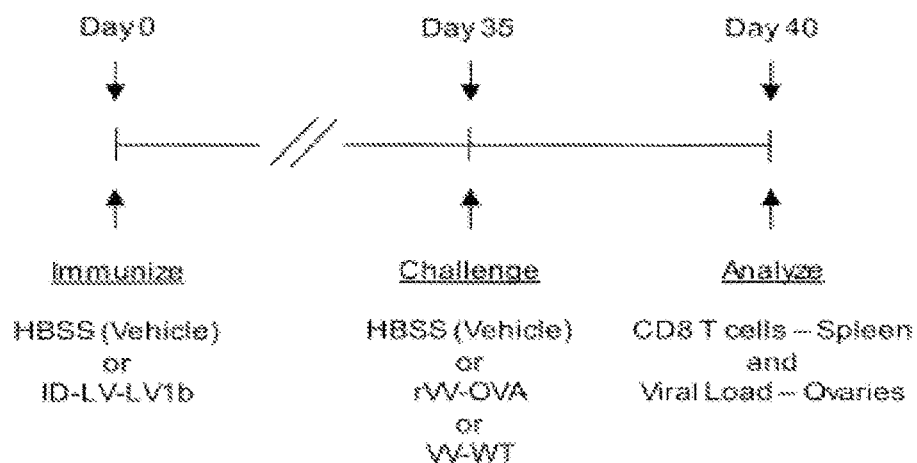 Day 0
Day 35
Day 40
Immunize
Challenge
Analyze
HBSS (Vehicle)
or
ID-LV-LV1b
HBSS (Vehicle)
or
rVV-OVA
or
VV-WT
CD8 T cells – Spleen
and
Viral Load – Ovaries